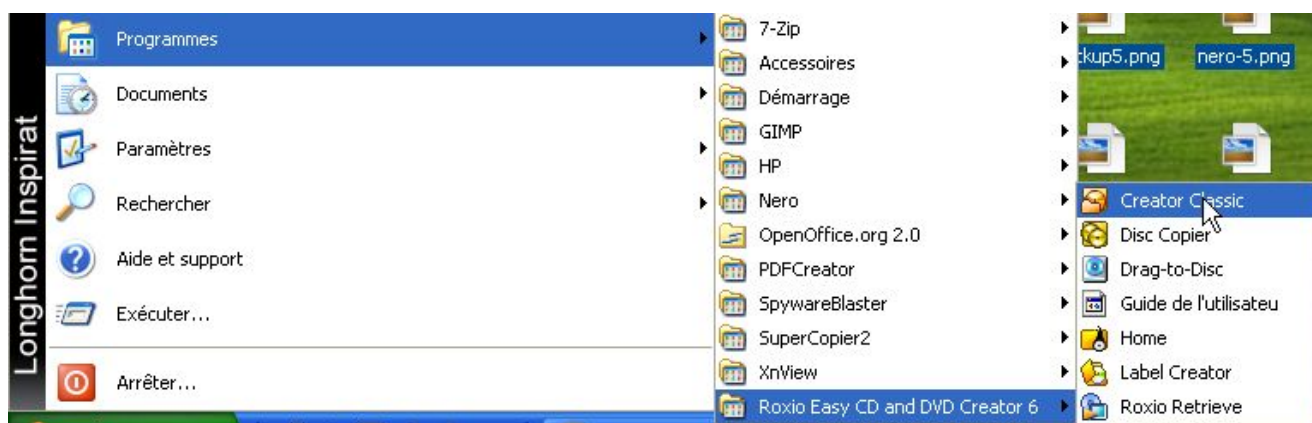 Longhorn Inspirat
Programmes
Documents
Paramètres
Rechercher
Aide et support
Exécuter...
Arrêter...
7-Zip
Accessoires
Démarrage
GIMP
HP
Nero
OpenOffice.org 2.0
PDFCreator
SpywareBlaster
SuperCopier2
XnView
Roxio Easy CD and DVD Creator 6
Creator Classic
Disc Copier
Drag-to-Disc
Guide de l'utilisateu
Home
Label Creator
Roxio Retrieve
ckup5.png
nero-5.png